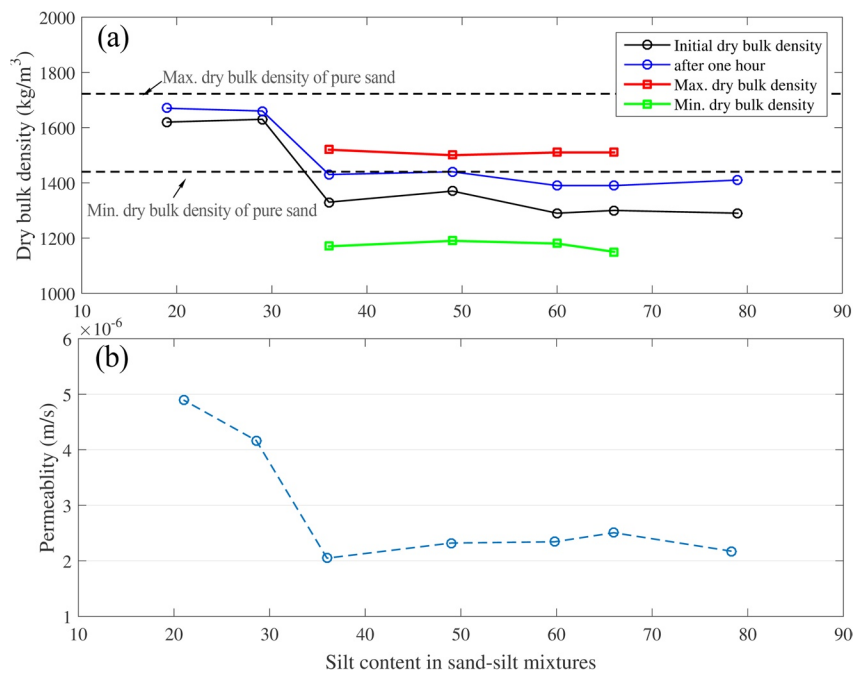 (a)
2000
1800
1600
1400
1200
1000
Dry bulk density (kg/m³)
Max. dry bulk density of pure sand
Min. dry bulk density of pure sand
Initial dry bulk density
after one hour
Max. dry bulk density
Min. dry bulk density
10 20 30 40 50 60 70 80 90
×10⁻⁶
(b)
6
5
4
3
2
1
Permeablity (m/s)
10 20 30 40 50 60 70 80 90
Silt content in sand-silt mixtures